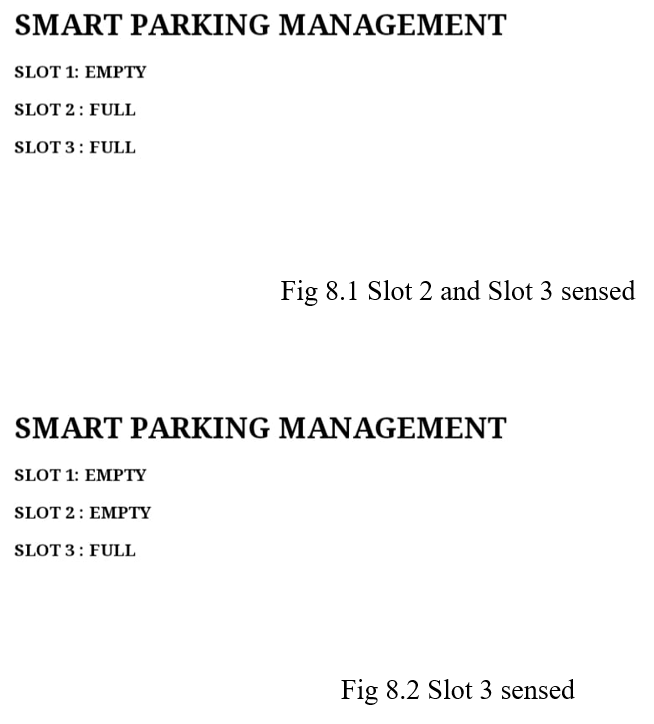 SMART PARKING MANAGEMENT
SLOT 1: EMPTY
SLOT 2 : FULL
SLOT 3 : FULL
Fig 8.1 Slot 2 and Slot 3 sensed
SMART PARKING MANAGEMENT
SLOT 1: EMPTY
SLOT 2 : EMPTY
SLOT 3 : FULL
Fig 8.2 Slot 3 sensed